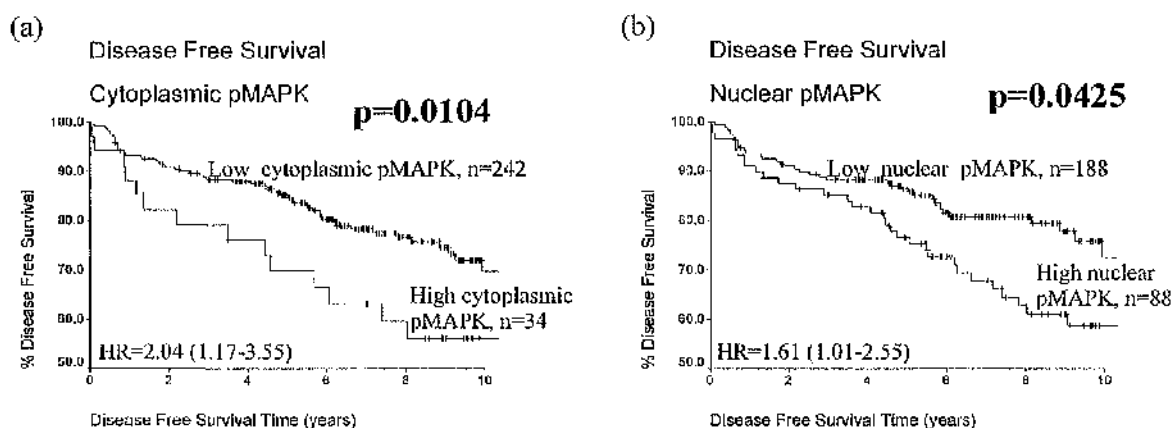 (a)
Disease Free Survival
Cytoplasmic pMAPK
p=0.0104
100.0
90.0
80.0
70.0
60.0
50.0
% Disease Free Survival
Low cytoplasmic pMAPK, n=242
High cytoplasmic
pMAPK, n=34
HR=2.04 (1.17-3.55)
0 2 4 6 8 10
Disease Free Survival Time (years)
(b)
Disease Free Survival
Nuclear pMAPK
p=0.0425
100.0
90.0
80.0
70.0
60.0
50.0
% Disease Free Survival
Low nuclear pMAPK, n=188
High nuclear
pMAPK, n=88
HR=1.61 (1.01-2.55)
0 2 4 6 8 10
Disease Free Survival Time (years)